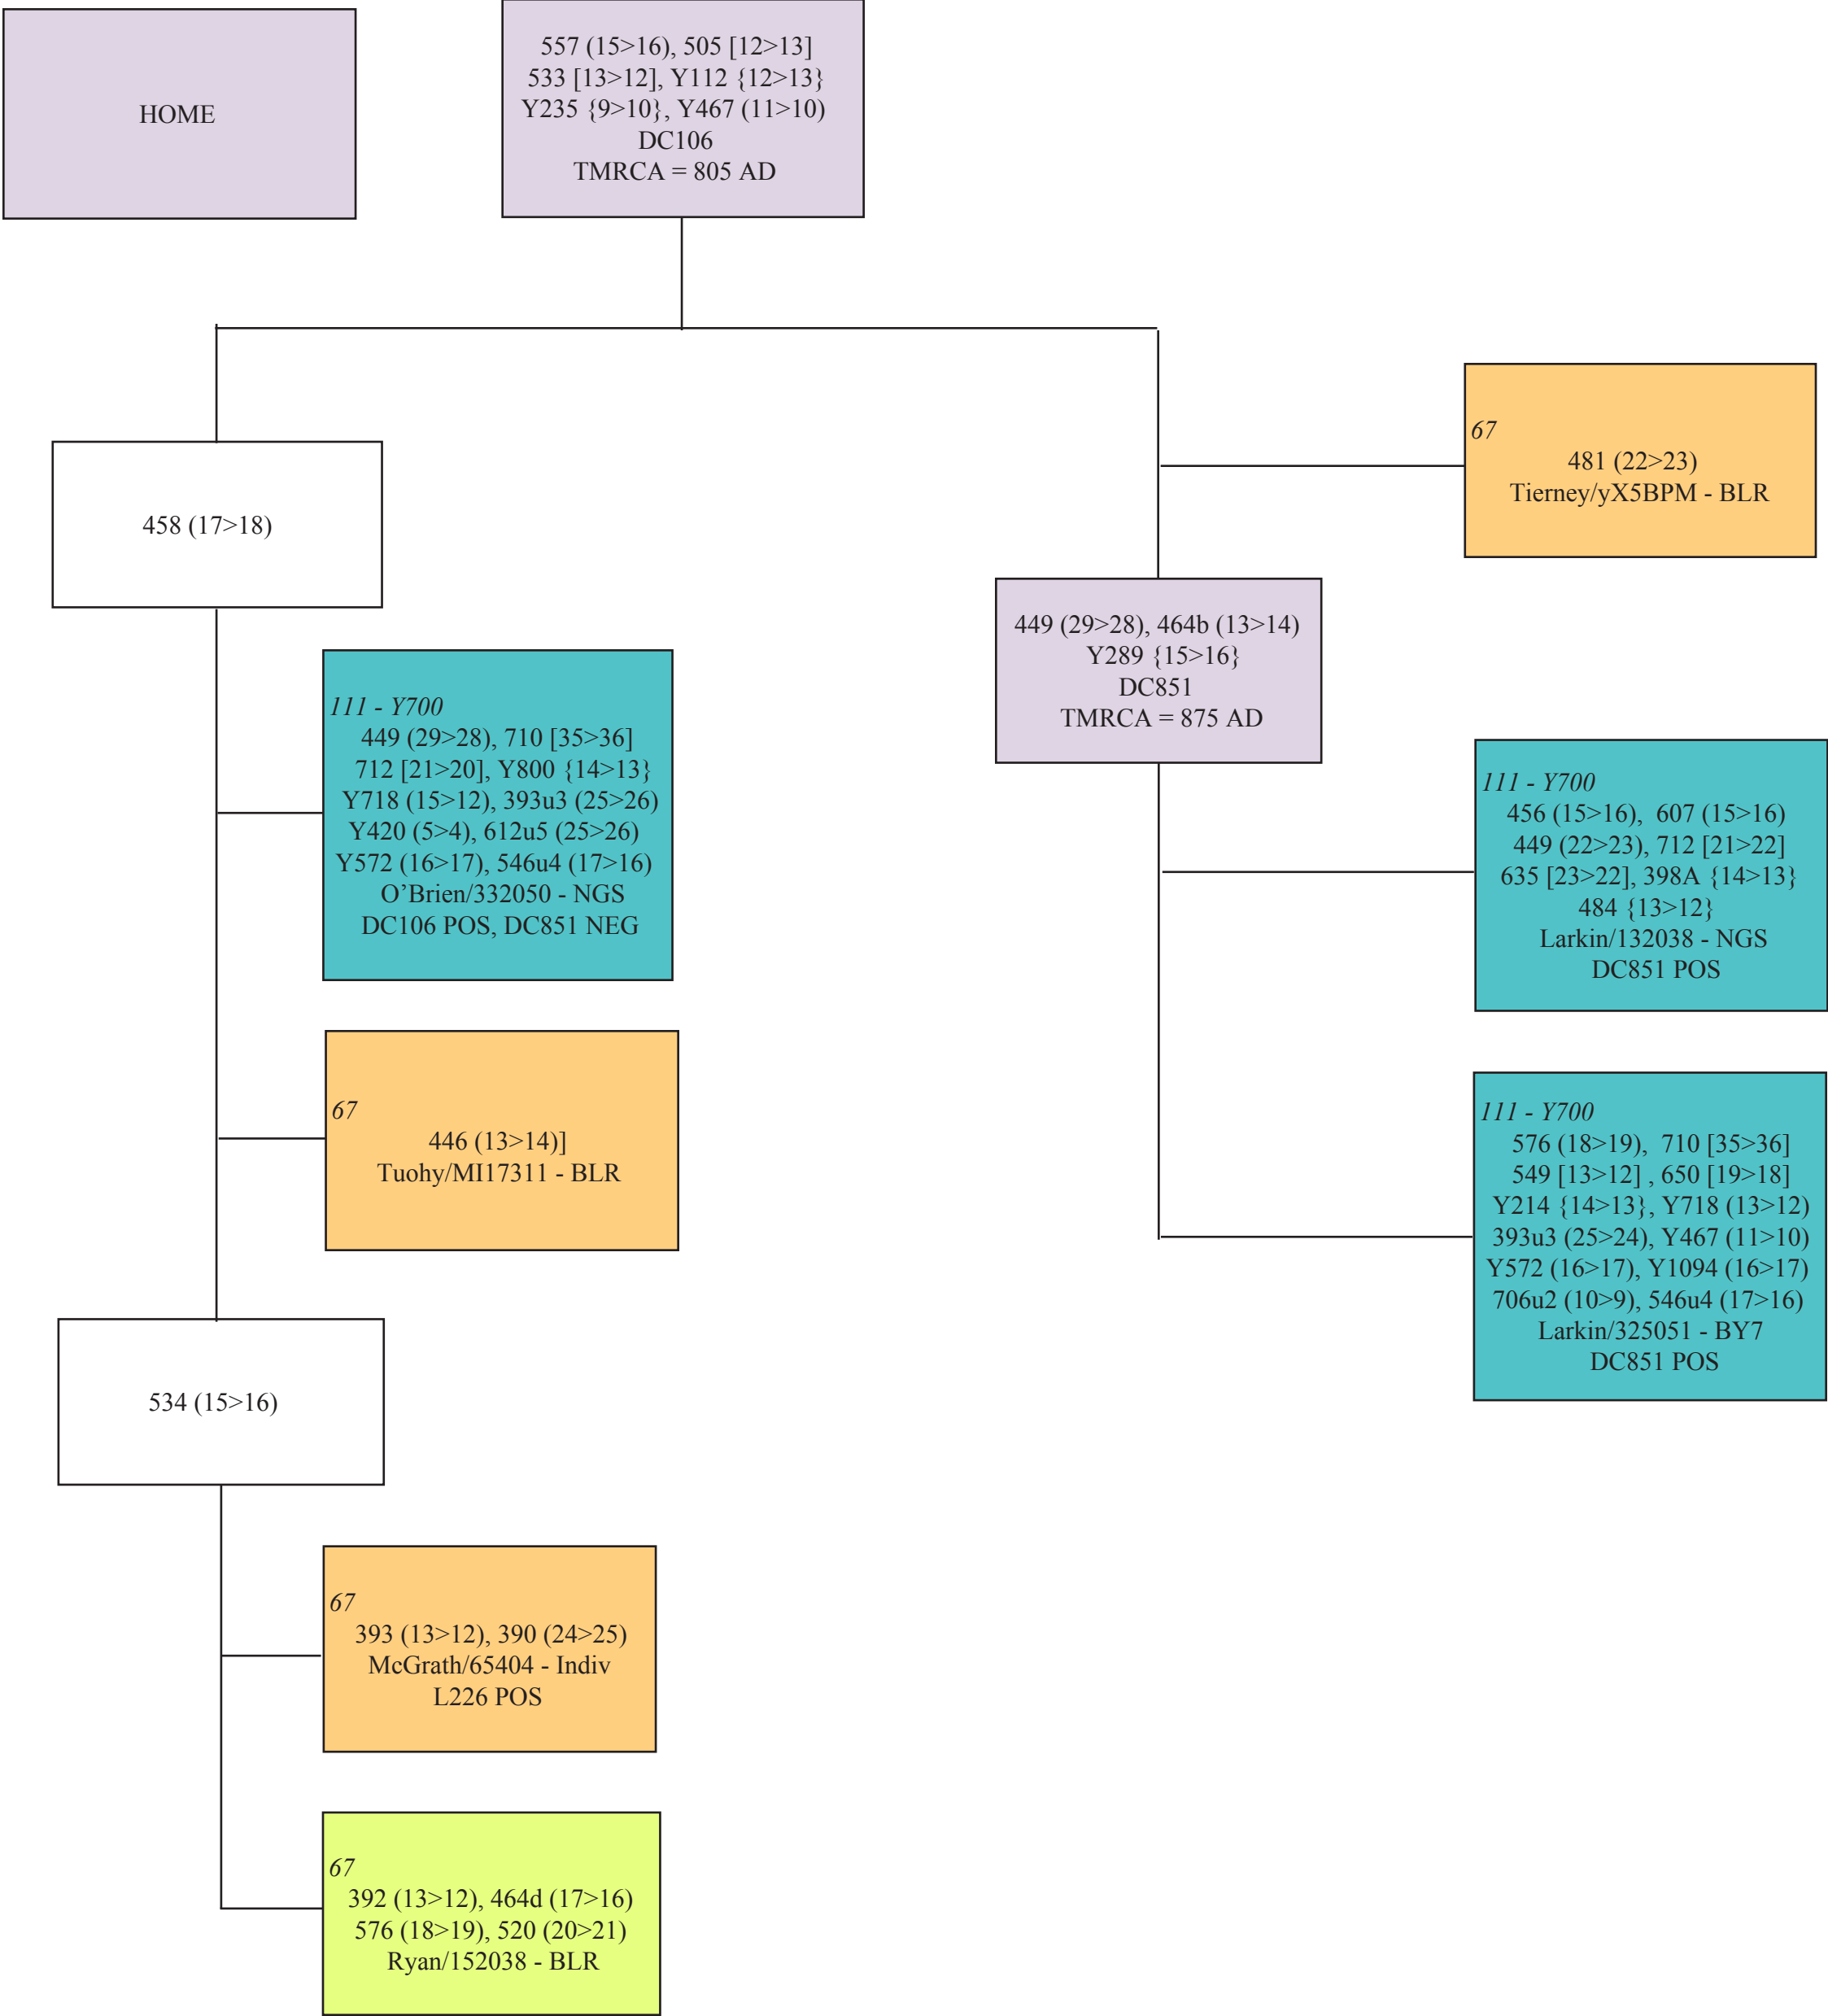 HOME
557 (15>16), 505 [12>13]
533 [13>12], Y112 {12>13}
Y235 {9>10}, Y467 (11>10)
DC106
TMRCA = 805 AD
458 (17>18)
111 - Y700
449 (29>28), 710 [35>36]
712 [21>20], Y800 {14>13}
Y718 (15>12), 393u3 (25>26)
Y420 (5>4), 612u5 (25>26)
Y572 (16>17), 546u4 (17>16)
O’Brien/332050 - NGS
DC106 POS, DC851 NEG
67
446 (13>14)]
Tuohy/MI17311 - BLR
534 (15>16)
67
393 (13>12), 390 (24>25)
McGrath/65404 - Indiv
L226 POS
67
392 (13>12), 464d (17>16)
576 (18>19), 520 (20>21)
Ryan/152038 - BLR
67
481 (22>23)
Tierney/yX5BPM - BLR
449 (29>28), 464b (13>14)
Y289 {15>16}
DC851
TMRCA = 875 AD
111 - Y700
456 (15>16),  607 (15>16)
449 (22>23), 712 [21>22]
635 [23>22], 398A {14>13}
484 {13>12}
Larkin/132038 - NGS
DC851 POS
111 - Y700
576 (18>19),  710 [35>36]
549 [13>12] , 650 [19>18]
Y214 {14>13}, Y718 (13>12)
393u3 (25>24), Y467 (11>10)
Y572 (16>17), Y1094 (16>17)
706u2 (10>9), 546u4 (17>16)
Larkin/325051 - BY7
DC851 POS